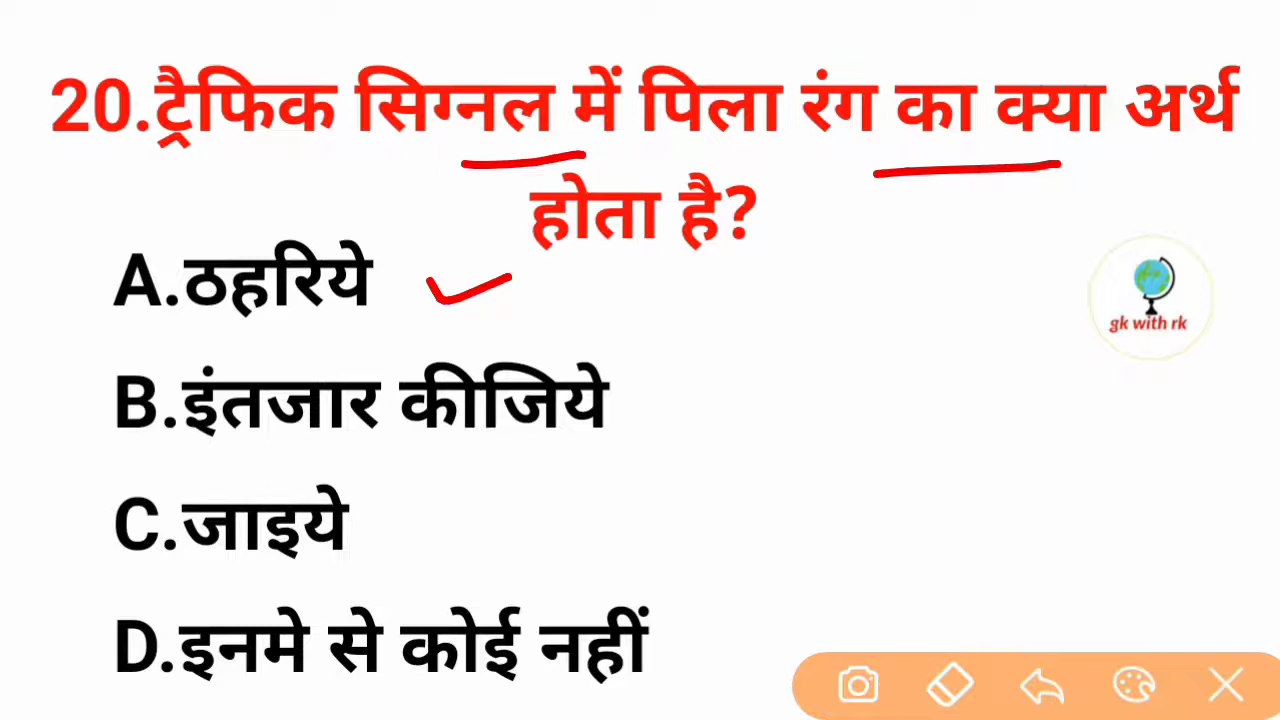 20.ट्रैफिक सिग्नल में पिला रंग का क्या अर्थ
होता है?
A.ठहरिये
B.इंतजार कीजिये
gk with rk
C.जाइये
D.इनमे से कोई नहीं